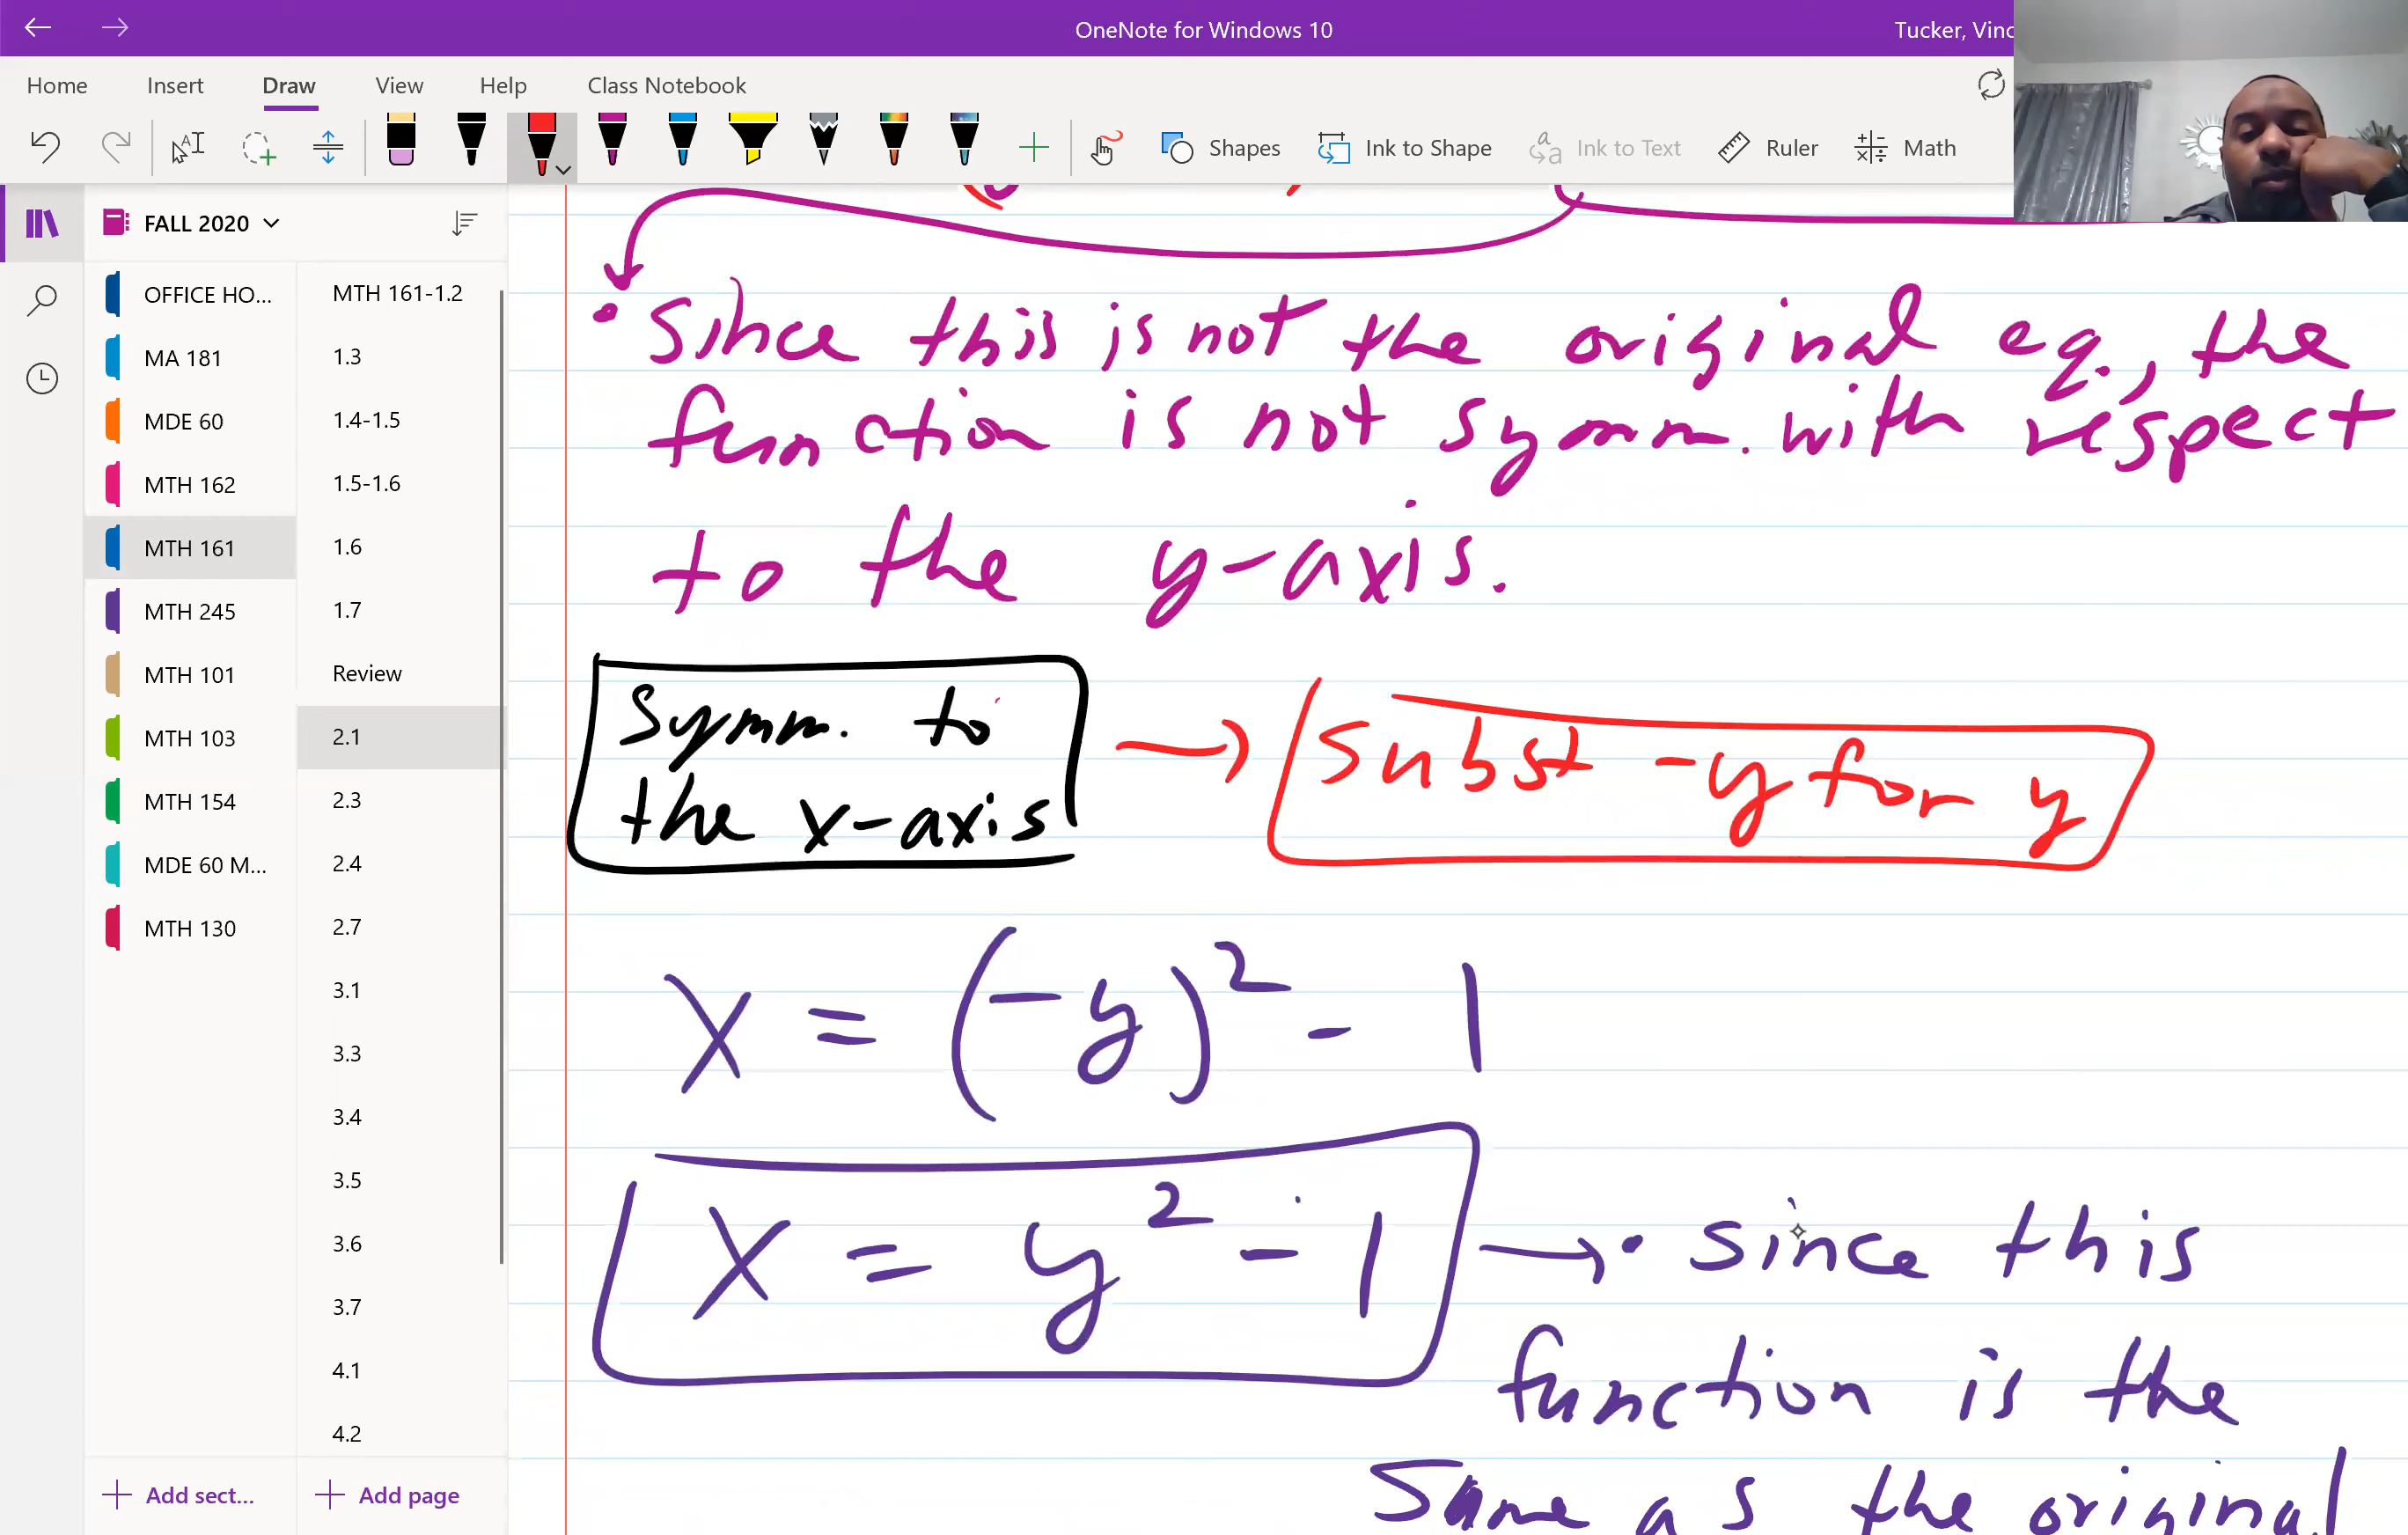 OneNote for Windows 10
Tucker, Vinc
Home Insert Draw View Help Class Notebook
Shapes Ink to Shape Ink to Text Ruler Math
FALL 2020
OFFICE HO...
MA 181
MDE 60
MTH 162
MTH 161
MTH 245
MTH 101
MTH 103
MTH 154
MDE 60 M...
MTH 130
Add sect...
MTH 161-1.2
1.3
1.4-1.5
1.5-1.6
1.6
1.7
Review
2.1
2.3
2.4
2.7
3.1
3.3
3.4
3.5
3.6
3.7
4.1
4.2
Add page
• Since this is not the original eq., the
function is not symm. with respect
to the y-axis.
Symm. to
the x-axis
→ Subst -y for y
x = (-y)² - 1
x = y² - 1 → • since this
function is the
Same as the original